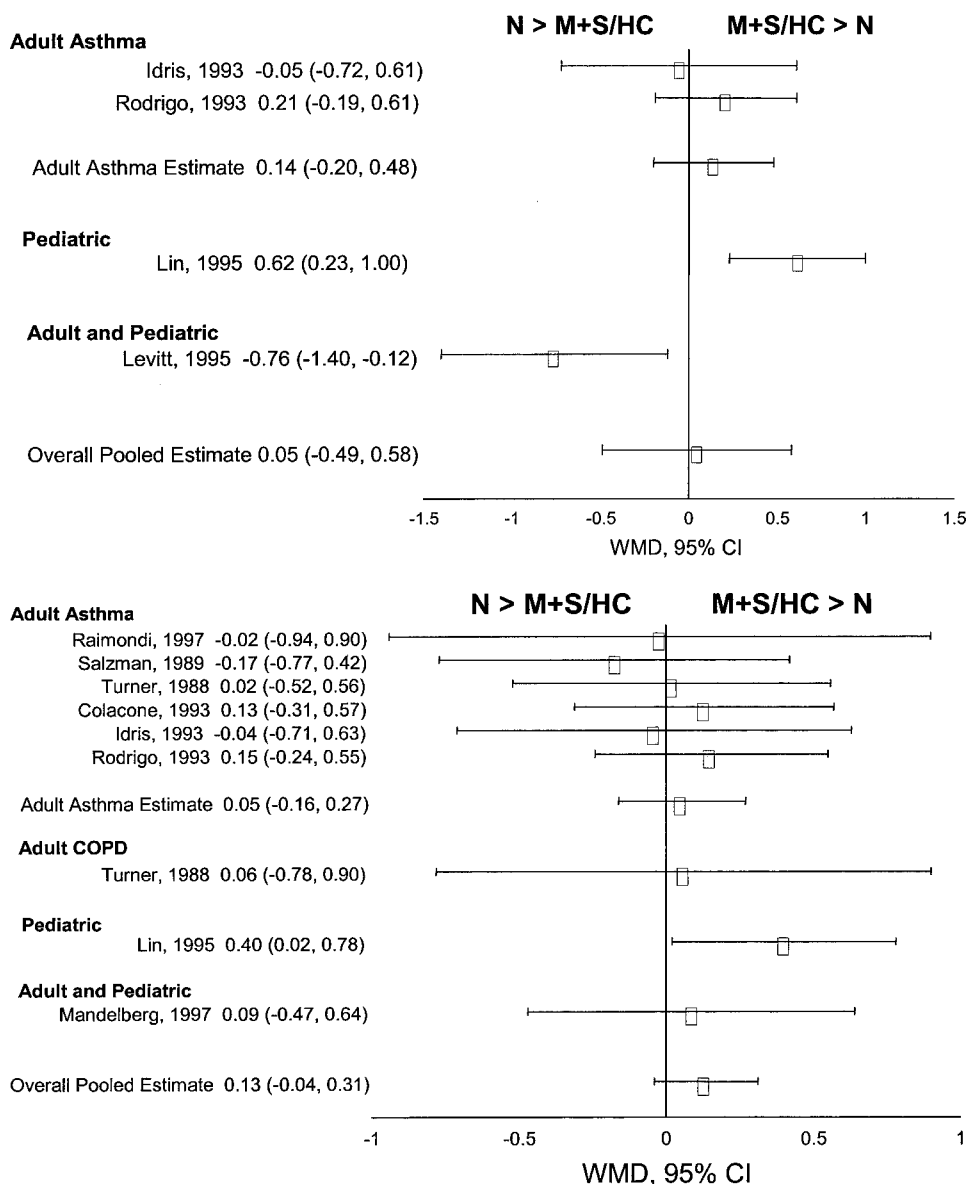 N > M+S/HC M+S/HC > N
Adult Asthma
Idris, 1993 -0.05 (-0.72, 0.61)
Rodrigo, 1993 0.21 (-0.19, 0.61)
Adult Asthma Estimate 0.14 (-0.20, 0.48)
Pediatric
Lin, 1995 0.62 (0.23, 1.00)
Adult and Pediatric
Levitt, 1995 -0.76 (-1.40, -0.12)
Overall Pooled Estimate 0.05 (-0.49, 0.58)
-1.5 -1 -0.5 0 0.5 1 1.5
WMD, 95% CI
N > M+S/HC M+S/HC > N
Adult Asthma
Raimondi, 1997 -0.02 (-0.94, 0.90)
Salzman, 1989 -0.17 (-0.77, 0.42)
Turner, 1988 0.02 (-0.52, 0.56)
Colacone, 1993 0.13 (-0.31, 0.57)
Idris, 1993 -0.04 (-0.71, 0.63)
Rodrigo, 1993 0.15 (-0.24, 0.55)
Adult Asthma Estimate 0.05 (-0.16, 0.27)
Adult COPD
Turner, 1988 0.06 (-0.78, 0.90)
Pediatric
Lin, 1995 0.40 (0.02, 0.78)
Adult and Pediatric
Mandelberg, 1997 0.09 (-0.47, 0.64)
Overall Pooled Estimate 0.13 (-0.04, 0.31)
-1 -0.5 0 0.5 1
WMD, 95% CI